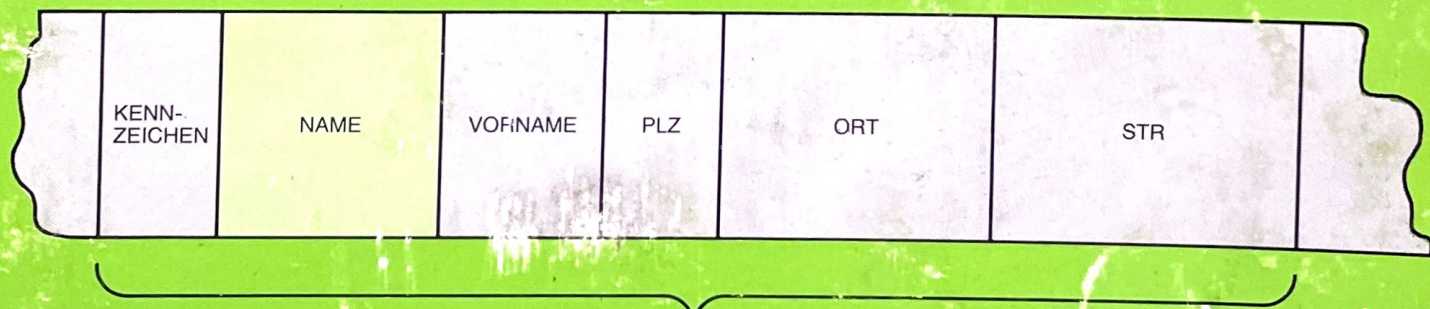 KENN-
ZEICHEN
NAME
VORNAME
PLZ
ORT
STR